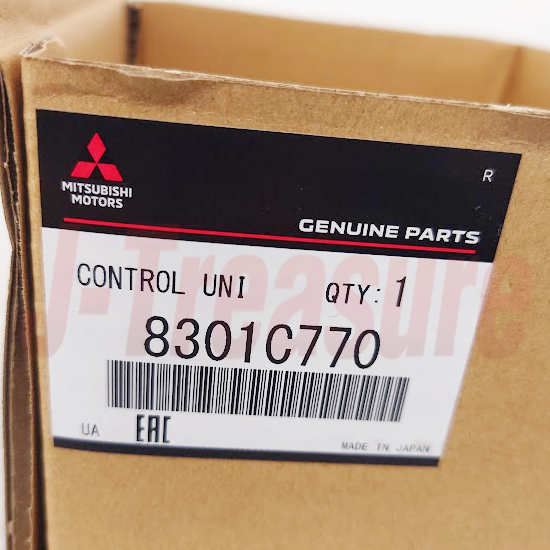 R
MITSUBISHI
MOTORS
GENUINE PARTS
CONTROL UNI QTY: 1
8301C770
UA EAC
MADE IN JAPAN
J-Treasure